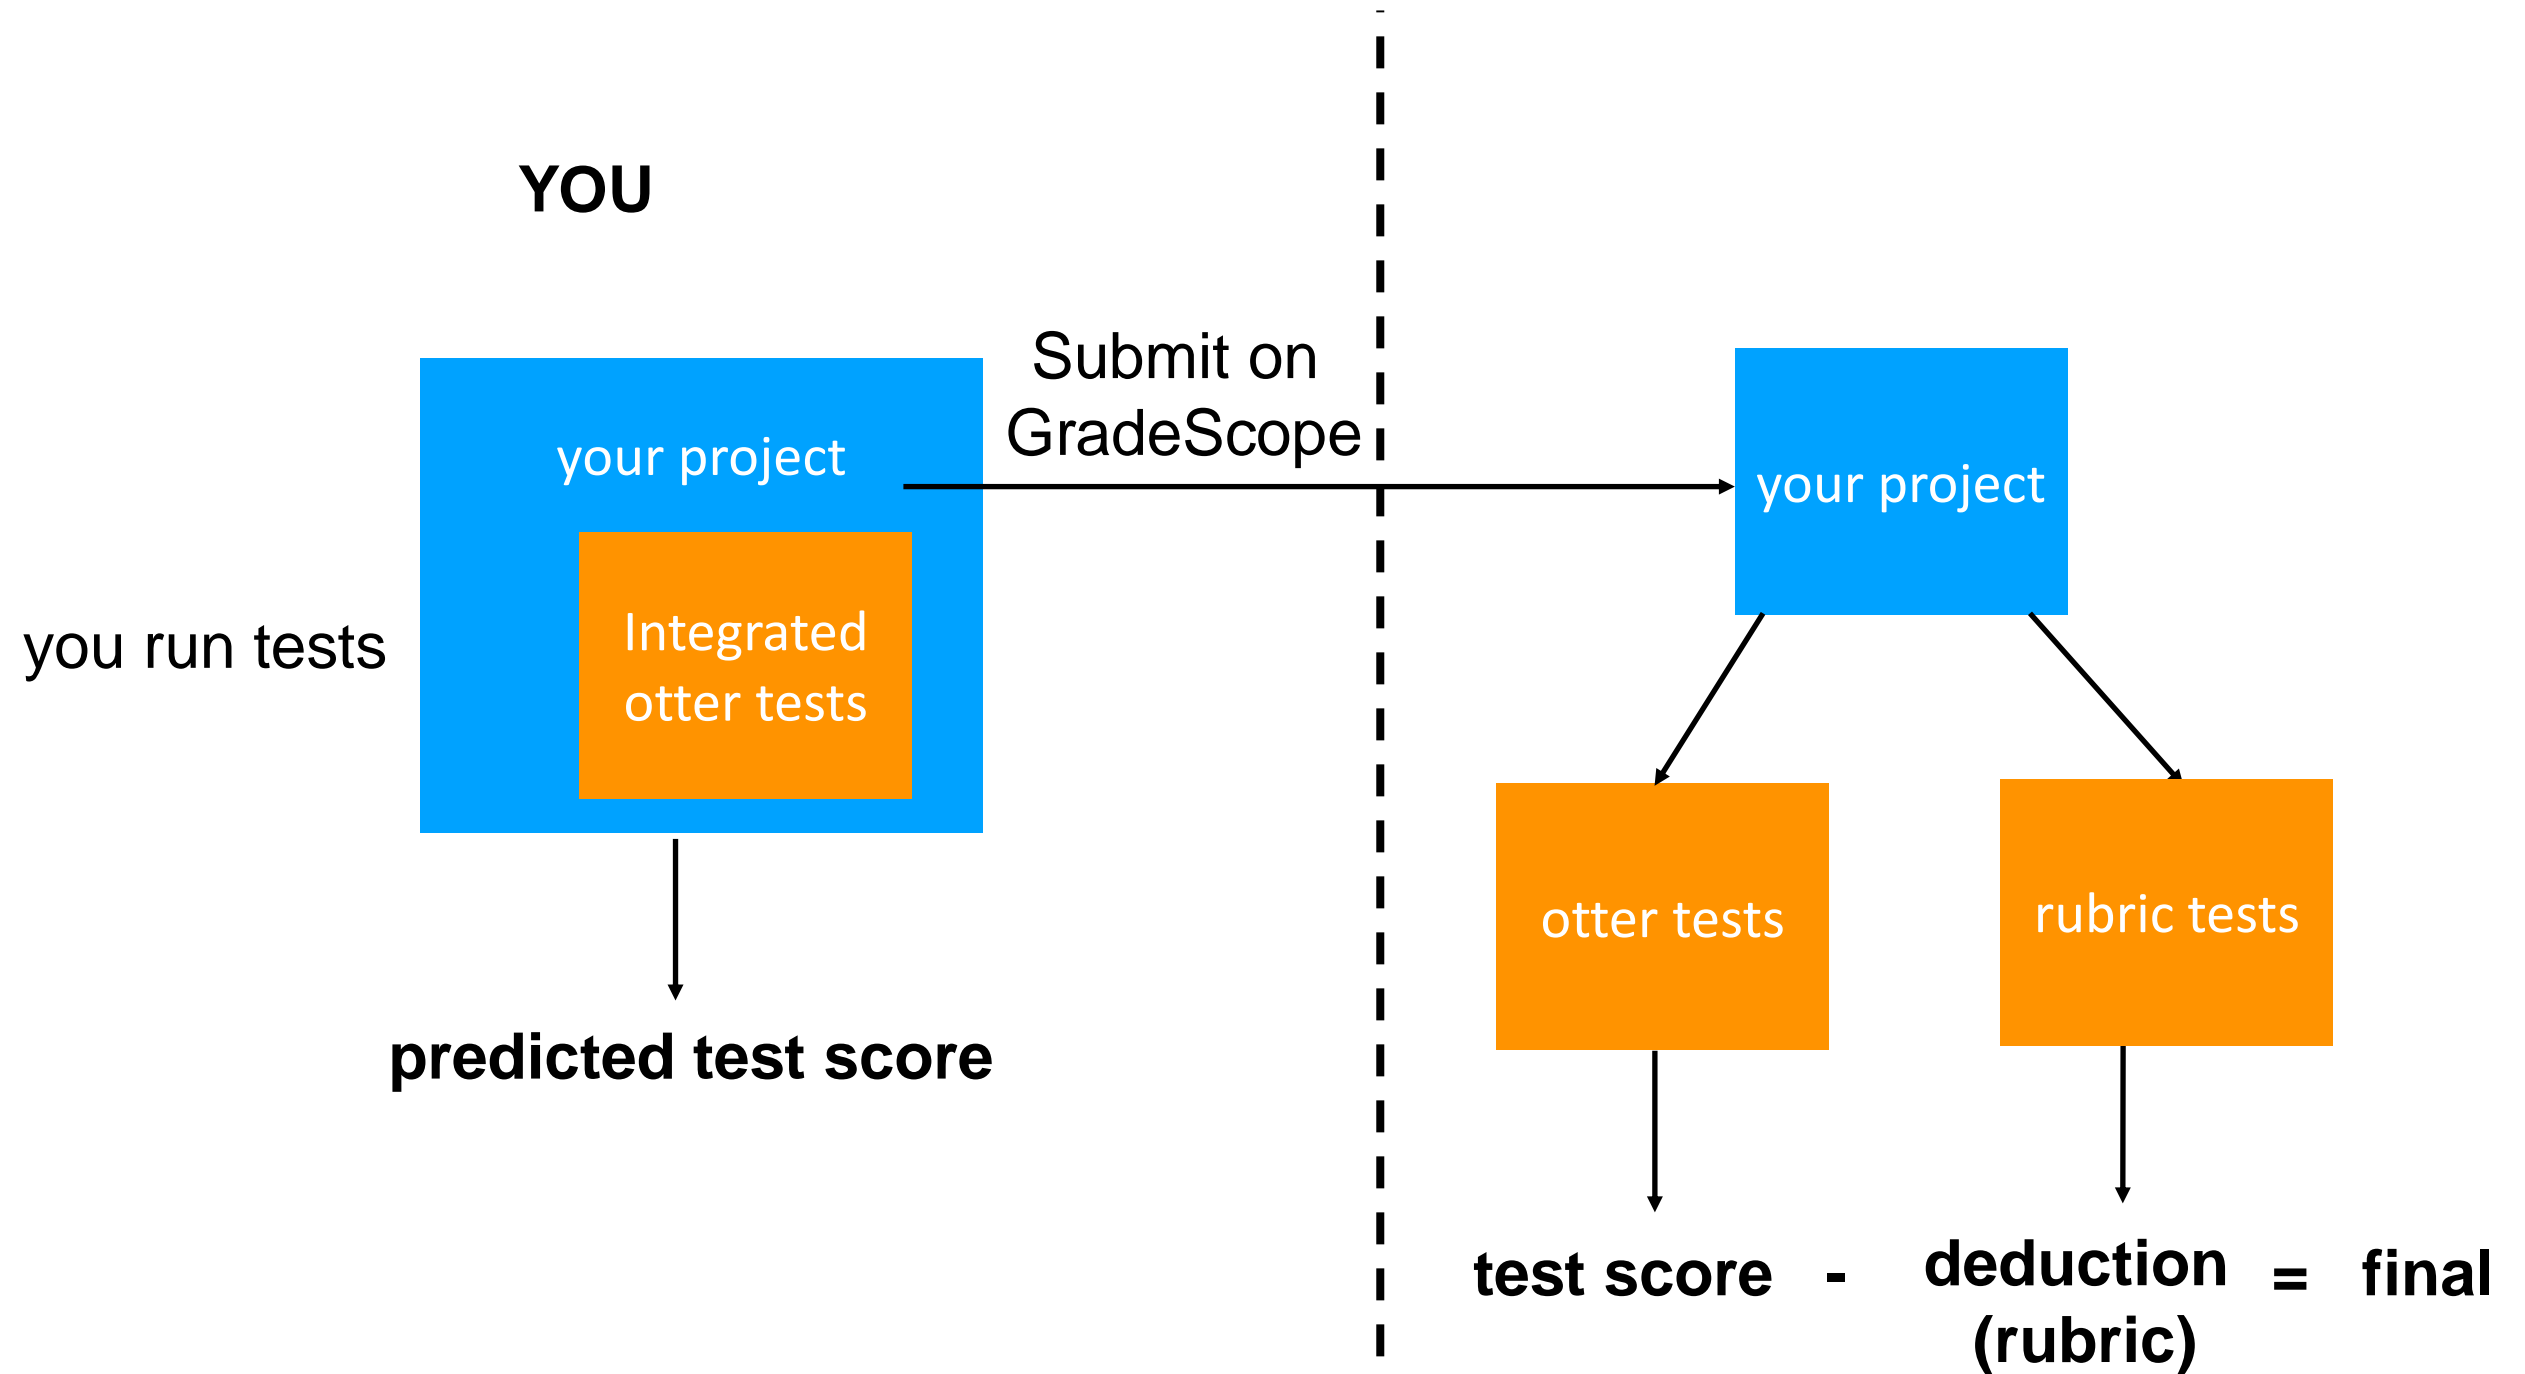 YOU
Submit on
GradeScope
your project
your project
Integrated
otter tests
you run tests
otter tests
rubric tests
predicted test score
test score - deduction = final
(rubric)